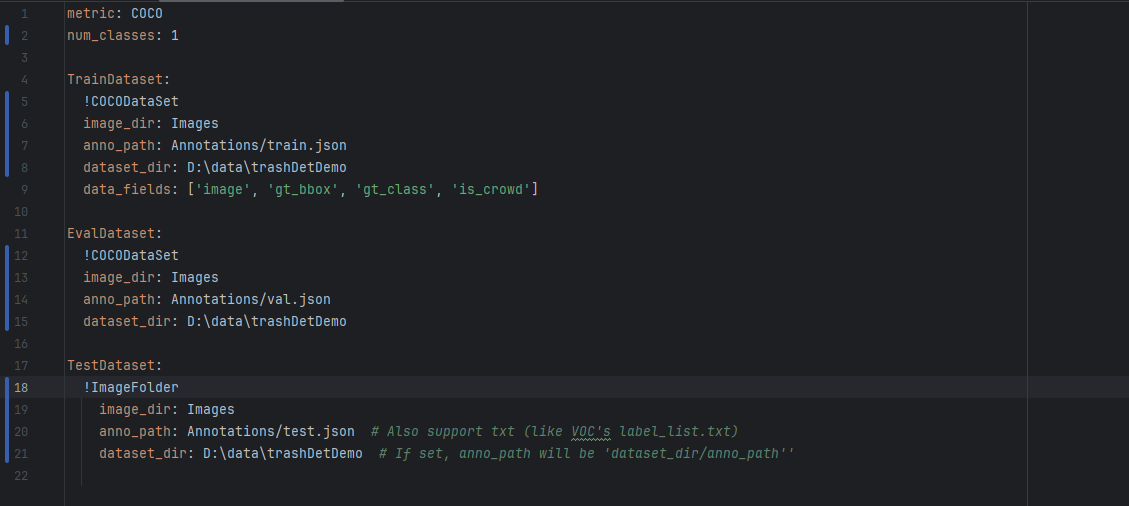 1 metric: COCO
2 num_classes: 1
3
4 TrainDataset:
5   !COCODataSet
6   image_dir: Images
7   anno_path: Annotations/train.json
8   dataset_dir: D:\data\trashDetDemo
9   data_fields: ['image', 'gt_bbox', 'gt_class', 'is_crowd']
10
11 EvalDataset:
12   !COCODataSet
13   image_dir: Images
14   anno_path: Annotations/val.json
15   dataset_dir: D:\data\trashDetDemo
16
17 TestDataset:
18   !ImageFolder
19     image_dir: Images
20     anno_path: Annotations/test.json  # Also support txt (like VOC's label_list.txt)
21     dataset_dir: D:\data\trashDetDemo  # If set, anno_path will be 'dataset_dir/anno_path''
22